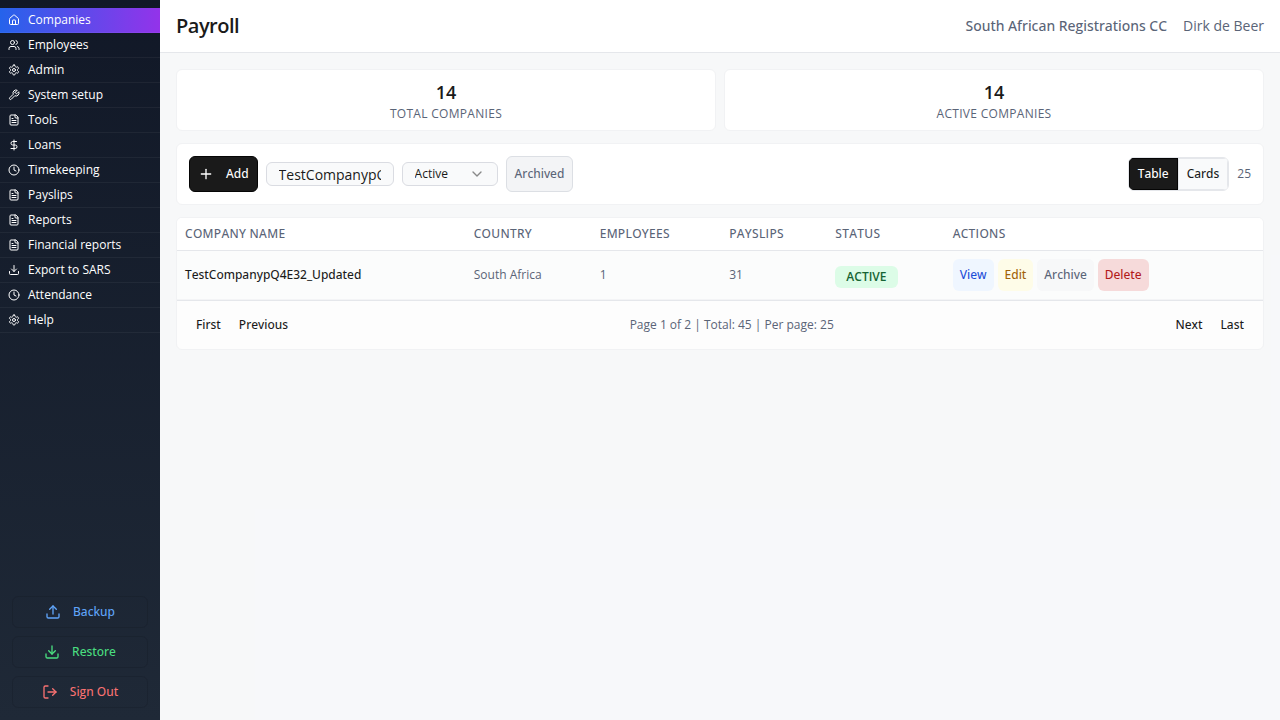 Companies
Employees
Admin
System setup
Tools
Loans
Timekeeping
Payslips
Reports
Financial reports
Export to SARS
Attendance
Help
Backup
Restore
Sign Out
Payroll
South African Registrations CC Dirk de Beer
14
TOTAL COMPANIES
14
ACTIVE COMPANIES
Add
Active
Archived
Table Cards 25
COMPANY NAME COUNTRY EMPLOYEES PAYSLIPS STATUS ACTIONS
TestCompanypQ4E32_Updated South Africa 1 31 ACTIVE View Edit Archive Delete
First Previous Page 1 of 2 | Total: 45 | Per page: 25 Next Last